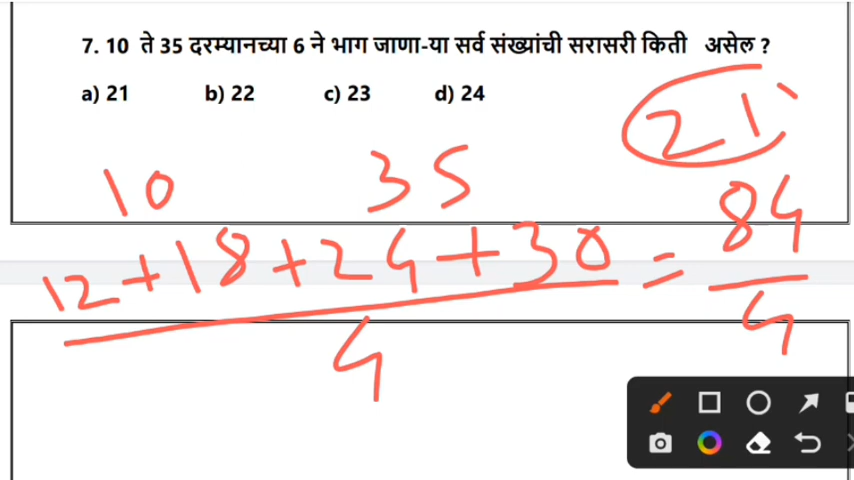 7. 10 ते 35 दरम्यानच्या 6 ने भाग जाणा-या सर्व संख्यांची सरासरी किती असेल ?
a) 21 b) 22 c) 23 d) 24
21
10 35
12+18+24+30 = 84
4 4